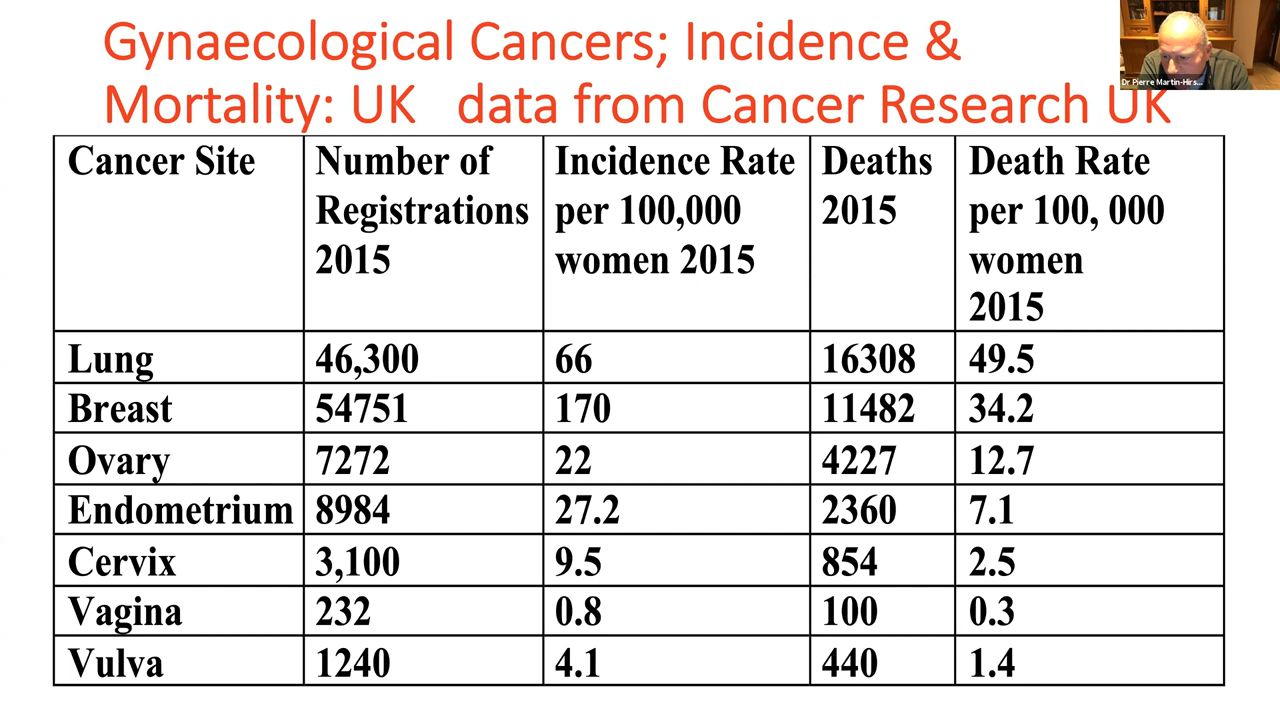 Gynaecological Cancers; Incidence &
Mortality: UK data from Cancer Research UK
Dr Pierre Martin-Hirs...
Cancer Site
Number of
Registrations
2015
Incidence Rate
per 100,000
women 2015
Deaths
2015
Death Rate
per 100, 000
women
2015
Lung 46,300 66 16308 49.5
Breast 54751 170 11482 34.2
Ovary 7272 22 4227 12.7
Endometrium 8984 27.2 2360 7.1
Cervix 3,100 9.5 854 2.5
Vagina 232 0.8 100 0.3
Vulva 1240 4.1 440 1.4